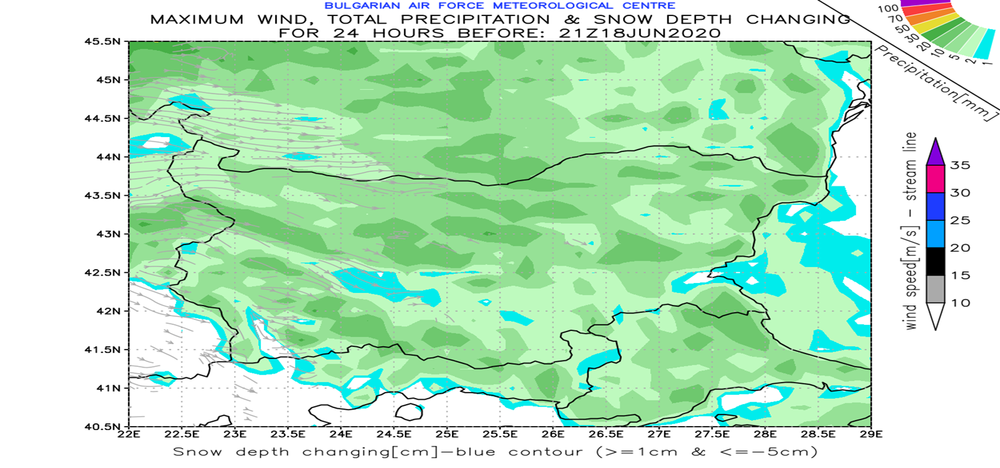 BULGARIAN AIR FORCE METEOROLOGICAL CENTRE
MAXIMUM WIND, TOTAL PRECIPITATION & SNOW DEPTH CHANGING
FOR 24 HOURS BEFORE: 21Z18JUN2020
100
70
50
30
20
10
5
2
1
Precipitation[mm]
45.5N
45N
44.5N
44N
43.5N
43N
42.5N
42N
41.5N
41N
40.5N
22E 22.5E 23E 23.5E 24E 24.5E 25E 25.5E 26E 26.5E 27E 27.5E 28E 28.5E 29E
wind speed[m/s] – stream line
35
30
25
20
15
10
Snow depth changing[cm]–blue contour (>=1cm & <=–5cm)